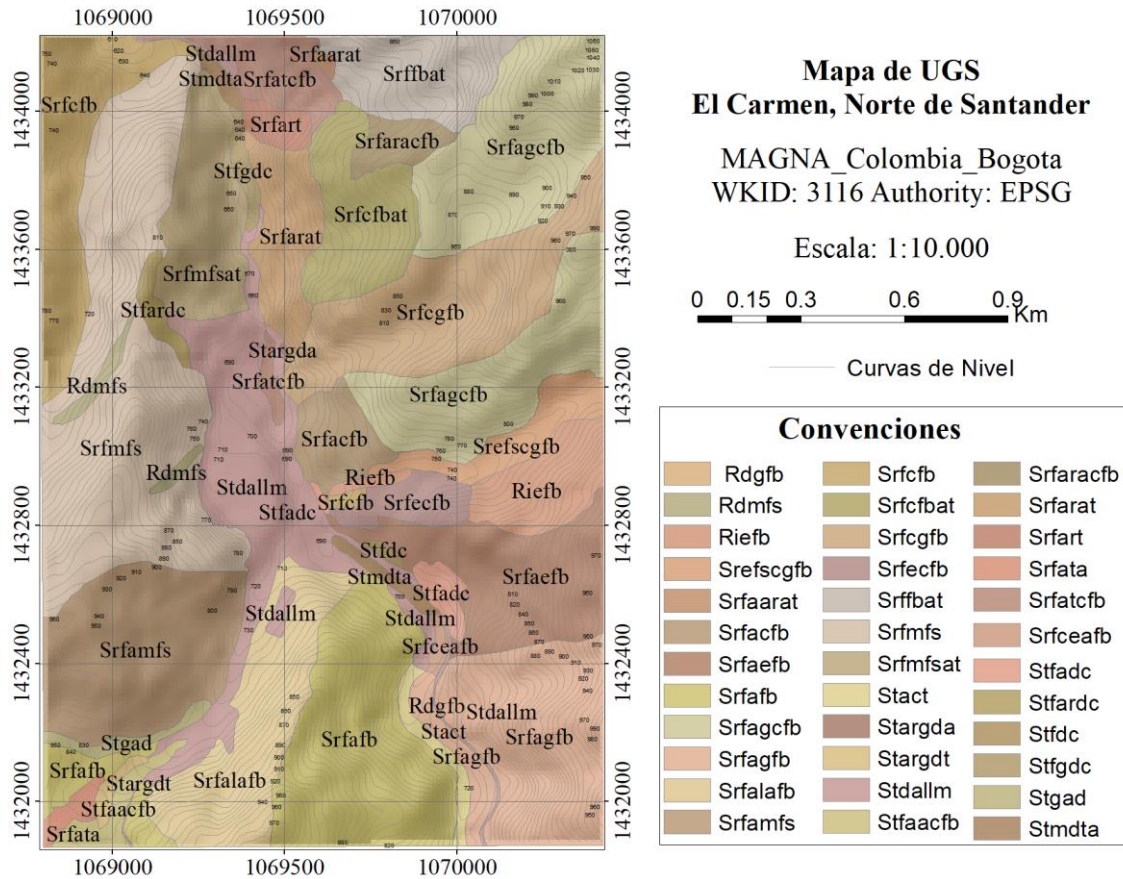 1069000 1069500 1070000
Stdallm Srfaarat
Stmdta Srfatcfb Srffbat
Srfcfb
1434000 1434000
Srfart Srfaracfb Srfagcfb
Stfgdc
Srfcfbat
Srfarat
1433600 1433600
Srfmfsat
Stfardc Srfcgfb
Stargda
Srfatcfb
1433200 1433200
Rdmfs Srfagcfb
Srfmfs Srfacfb Srefscgfb
Rdmfs Riefb Riefb
Stdallm Srfcfb Srfecfb
Stfadc
1432800 1432800
Stfdc
Stmdta Srfaefb
Stdallm Stfadc
Stdallm
Srfceafb
Srfamfs
1432400 1432400
Rdgfb Stdallm
Stact Srfagfb
Stgad Srfafb Srfagfb
Srfafb
Stargdt Srfalafb
1432000 1432000
Stfaacfb
Srfata
1069000 1069500 1070000
Mapa de UGS
El Carmen, Norte de Santander
MAGNA_Colombia_Bogota
WKID: 3116 Authority: EPSG
Escala: 1:10.000
0 0.15 0.3 0.6 0.9
Km
Curvas de Nivel
Convenciones
Rdgfb
Rdmfs
Riefb
Srefscgfb
Srfaarat
Srfacfb
Srfaefb
Srfafb
Srfagcfb
Srfagfb
Srfalafb
Srfamfs
Srfcfb
Srfcfbat
Srfcgfb
Srfecfb
Srffbat
Srfmfs
Srfmfsat
Stact
Stargda
Stargdt
Stdallm
Stfaacfb
Srfaracfb
Srfarat
Srfart
Srfata
Srfatcfb
Srfceafb
Stfadc
Stfardc
Stfdc
Stfgdc
Stgad
Stmdta